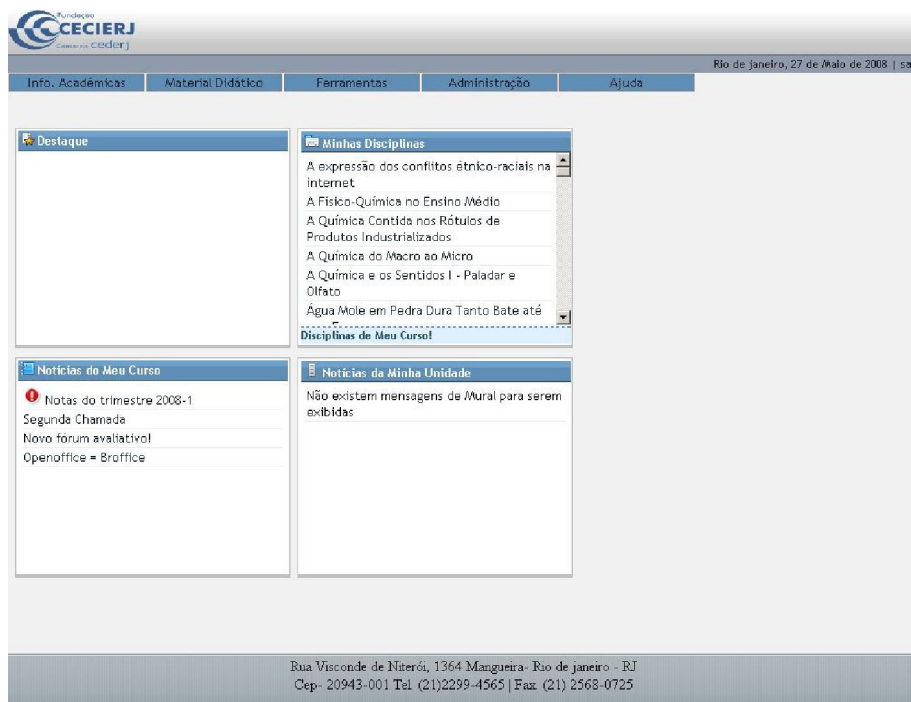 Fundação
CECIERJ
cederj
Rio de janeiro, 27 de Maio de 2008 | sa
Info. Acadêmicas Material Didático Ferramentas Administração Ajuda
Destaque
Minhas Disciplinas
A expressão dos conflitos étnico-raciais na
internet
A Físico-Química no Ensino Médio
A Química Contida nos Rótulos de
Produtos Industrializados
A Química do Macro ao Micro
A Química e os Sentidos I - Paladar e
Olfato
Água Mole em Pedra Dura Tanto Bate até
Disciplinas de Meu Curso!
Notícias do Meu Curso
Notas do trimestre 2008-1
Segunda Chamada
Novo fórum avaliativo!
Openoffice = Broffice
Notícias da Minha Unidade
Não existem mensagens de Mural para serem
exibidas
Rua Visconde de Niterói, 1364 Mangueira- Rio de janeiro - RJ
Cep- 20943-001 Tel (21)2299-4565 | Fax (21) 2568-0725